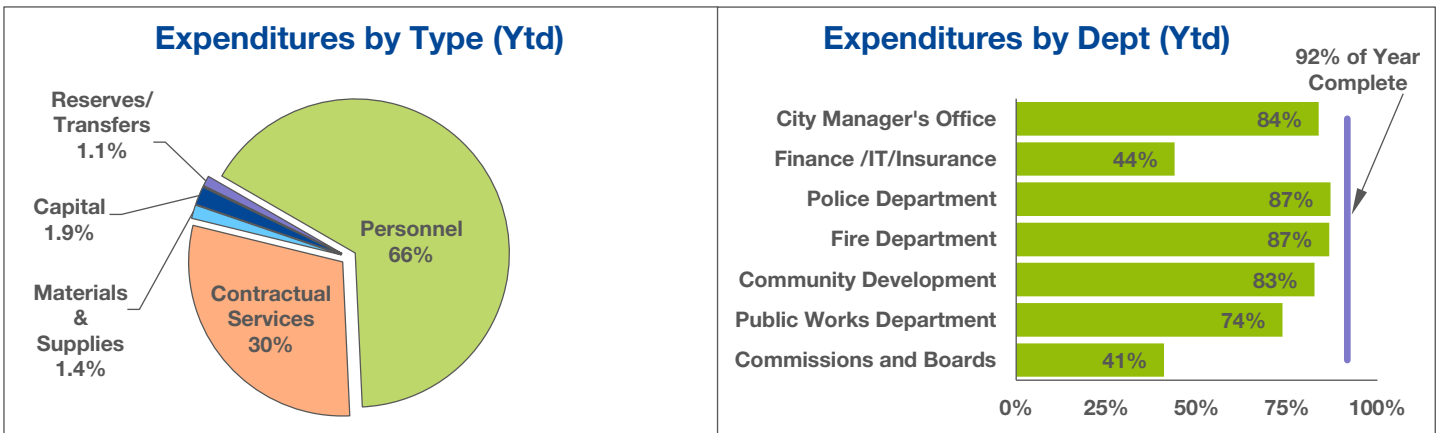 Expenditures by Type (Ytd)
Reserves/
Transfers
1.1%
Capital
1.9%
Materials
&
Supplies
1.4%
Personnel
66%
Contractual
Services
30%
Expenditures by Dept (Ytd)
92% of Year
Complete
City Manager's Office
84%
Finance /IT/Insurance
44%
Police Department
87%
Fire Department
87%
Community Development
83%
Public Works Department
74%
Commissions and Boards
41%
0% 25% 50% 75% 100%